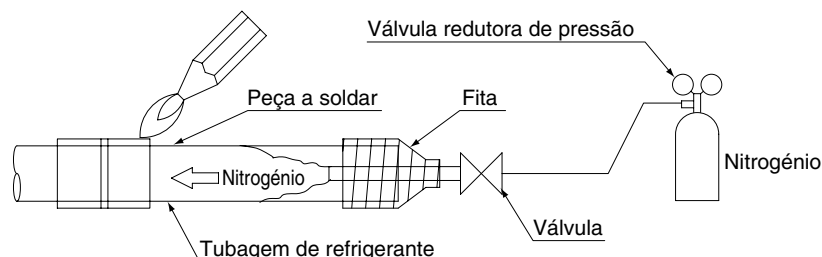 Válvula redutora de pressão
Peça a soldar
Fita
Nitrogénio
Nitrogénio
Válvula
Tubagem de refrigerante